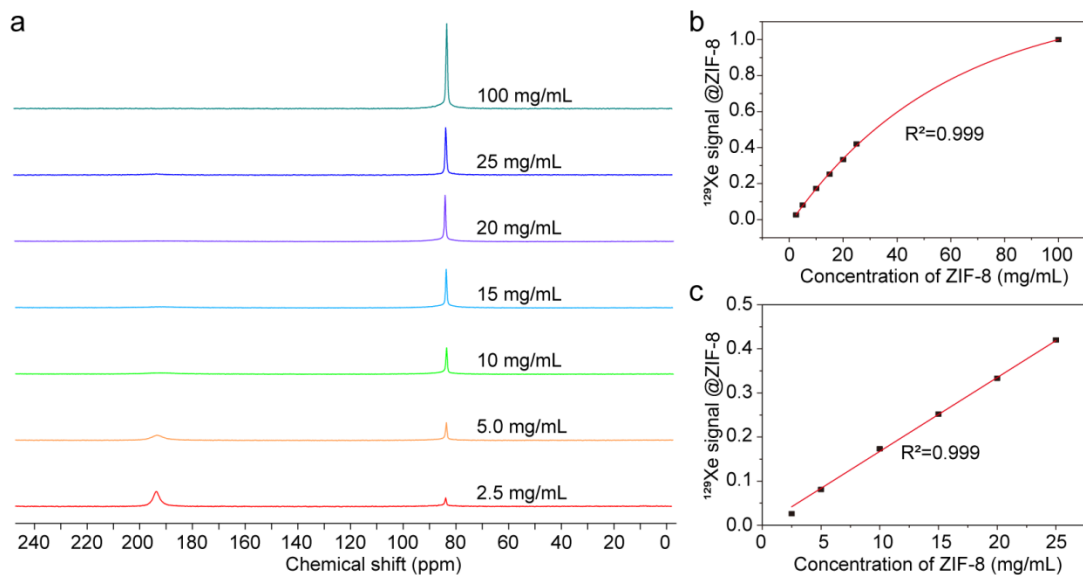 a
100 mg/mL
25 mg/mL
20 mg/mL
15 mg/mL
10 mg/mL
5.0 mg/mL
2.5 mg/mL
240 220 200 180 160 140 120 100 80 60 40 20 0
Chemical shift (ppm)
b
¹²⁹Xe signal @ZIF-8
1.0
0.8
0.6
0.4
0.2
0.0
R²=0.999
0 20 40 60 80 100
Concentration of ZIF-8 (mg/mL)
c
¹²⁹Xe signal @ZIF-8
0.5
0.4
0.3
0.2
0.1
0.0
R²=0.999
0 5 10 15 20 25
Concentration of ZIF-8 (mg/mL)